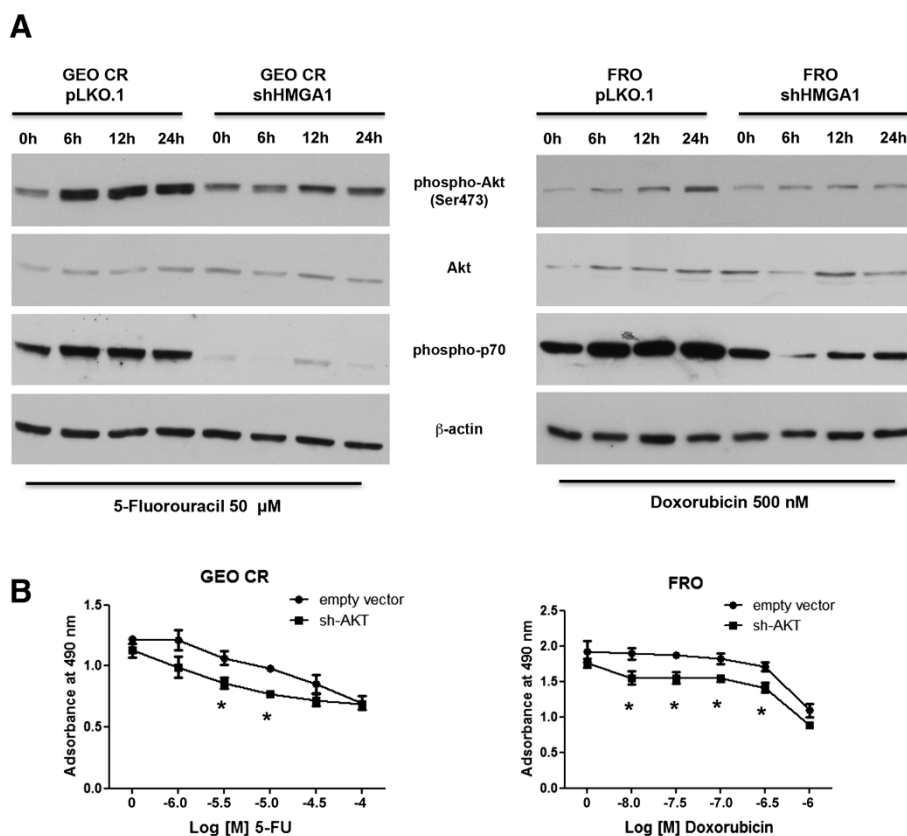 A
GEO CR
pLKO.1
GEO CR
shHMGA1
FRO
pLKO.1
FRO
shHMGA1
0h 6h 12h 24h 0h 6h 12h 24h
0h 6h 12h 24h 0h 6h 12h 24h
phospho-Akt
(Ser473)
Akt
phospho-p70
β-actin
5-Fluorouracil 50 µM
Doxorubicin 500 nM
B
GEO CR
empty vector
sh-AKT
Adsorbance at 490 nm
1.5
1.0
0.5
0.0
* *
0 -6.0 -5.5 -5.0 -4.5 -4
Log [M] 5-FU
FRO
empty vector
sh-AKT
Adsorbance at 490 nm
2.5
2.0
1.5
1.0
0.5
0.0
* * * *
0 -8.0 -7.5 -7.0 -6.5 -6
Log [M] Doxorubicin